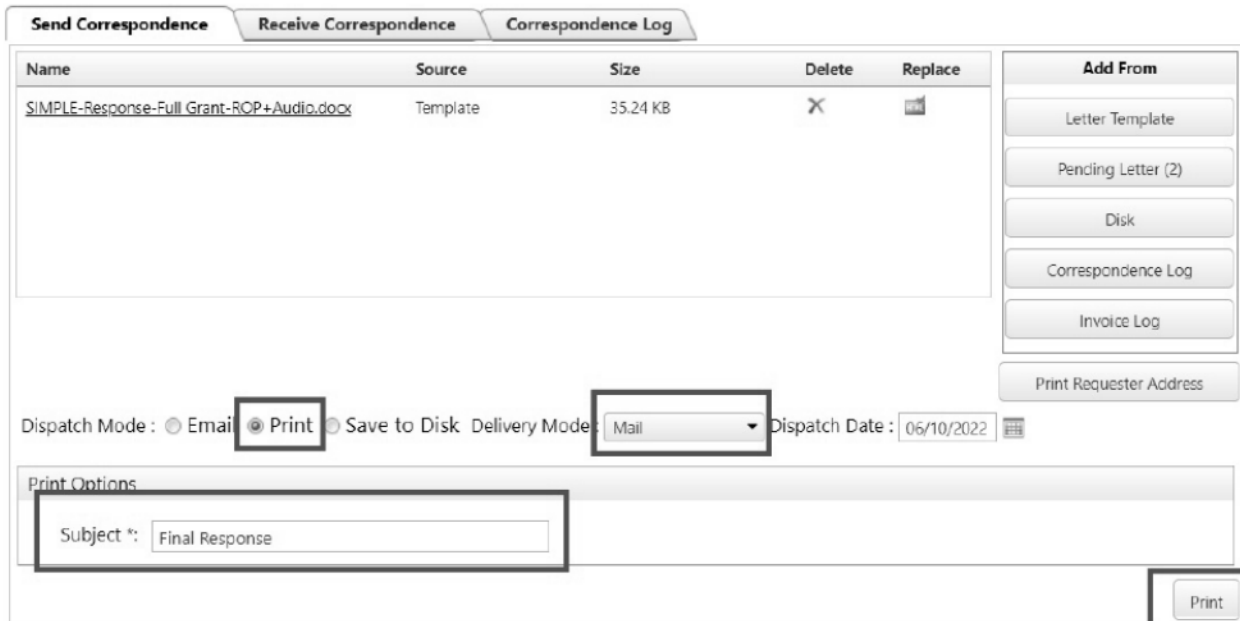 Send Correspondence Receive Correspondence Correspondence Log
Name Source Size Delete Replace Add From
SIMPLE-Response-Full Grant-ROP+Audio.docx Template 35.24 KB
Letter Template
Pending Letter (2)
Disk
Correspondence Log
Invoice Log
Print Requester Address
Dispatch Mode : Email Print Save to Disk Delivery Mode : Mail Dispatch Date : 06/10/2022
Print Options
Subject *: Final Response
Print